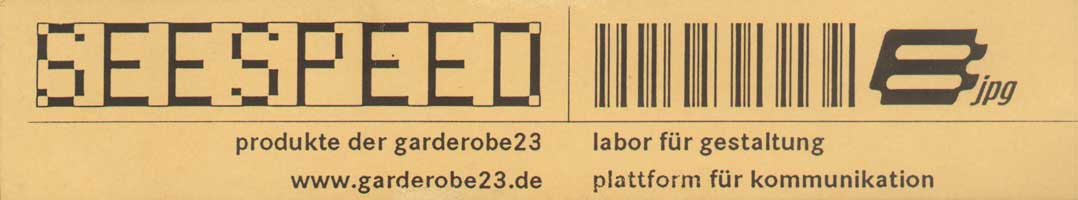 SEESPEED
jpg
produkte der garderobe23
www.garderobe23.de
labor für gestaltung
plattform für kommunikation